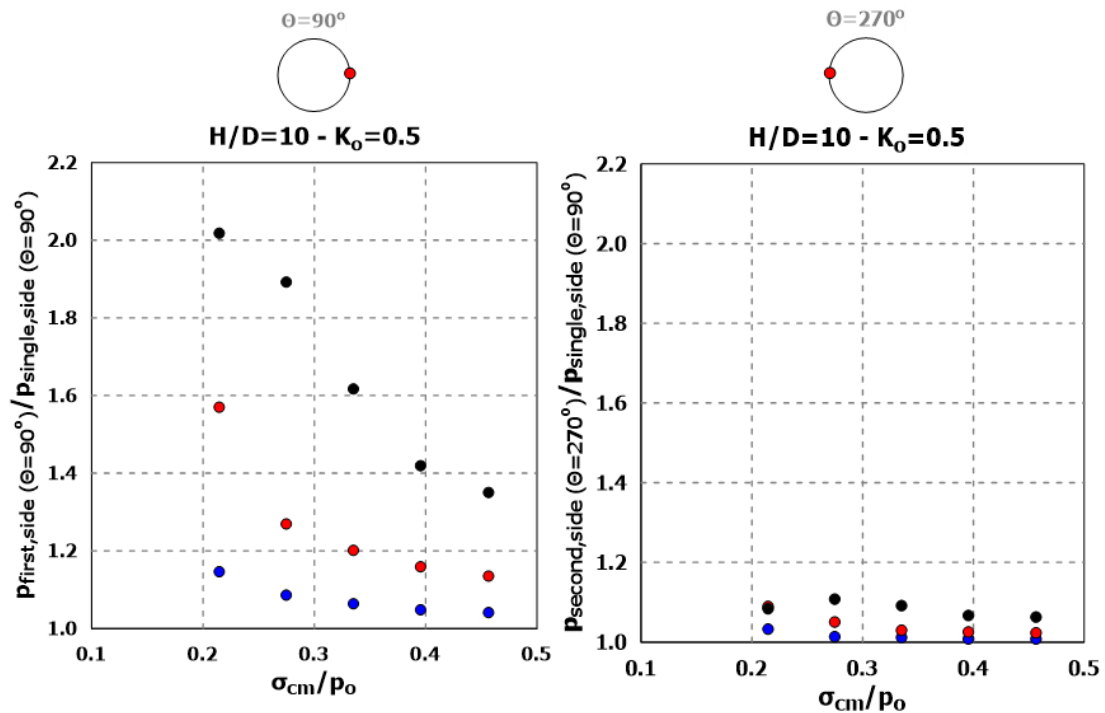 Θ=90°
H/D=10 - Ko=0.5
pfirst,side (Θ=90°)/psingle,side (Θ=90°)
2.2
2.0
1.8
1.6
1.4
1.2
1.0
0.1 0.2 0.3 0.4 0.5
σcm/po
Θ=270°
H/D=10 - Ko=0.5
psecond,side (Θ=270°)/psingle,side (Θ=90°)
2.2
2.0
1.8
1.6
1.4
1.2
1.0
0.1 0.2 0.3 0.4 0.5
σcm/po